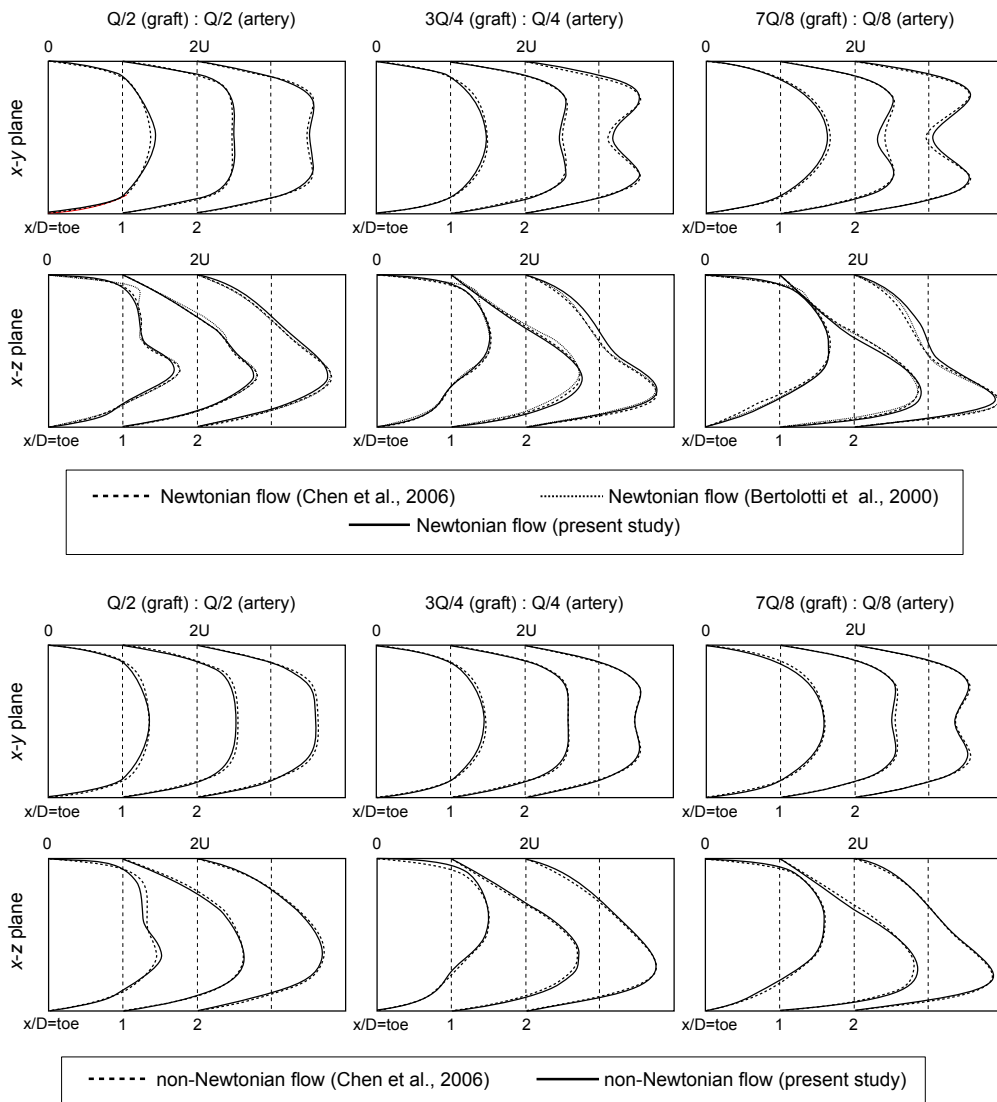 Q/2 (graft) : Q/2 (artery) 3Q/4 (graft) : Q/4 (artery) 7Q/8 (graft) : Q/8 (artery)
0 2U 0 2U 0 2U
x-y plane
x/D=toe 1 2 x/D=toe 1 2 x/D=toe 1 2
0 2U 0 2U 0 2U
x-z plane
x/D=toe 1 2 x/D=toe 1 2 x/D=toe 1 2
Newtonian flow (Chen et al., 2006) Newtonian flow (Bertolotti et al., 2000)
Newtonian flow (present study)
Q/2 (graft) : Q/2 (artery) 3Q/4 (graft) : Q/4 (artery) 7Q/8 (graft) : Q/8 (artery)
0 2U 0 2U 0 2U
x-y plane
x/D=toe 1 2 x/D=toe 1 2 x/D=toe 1 2
0 2U 0 2U 0 2U
x-z plane
x/D=toe 1 2 x/D=toe 1 2 x/D=toe 1 2
non-Newtonian flow (Chen et al., 2006) non-Newtonian flow (present study)